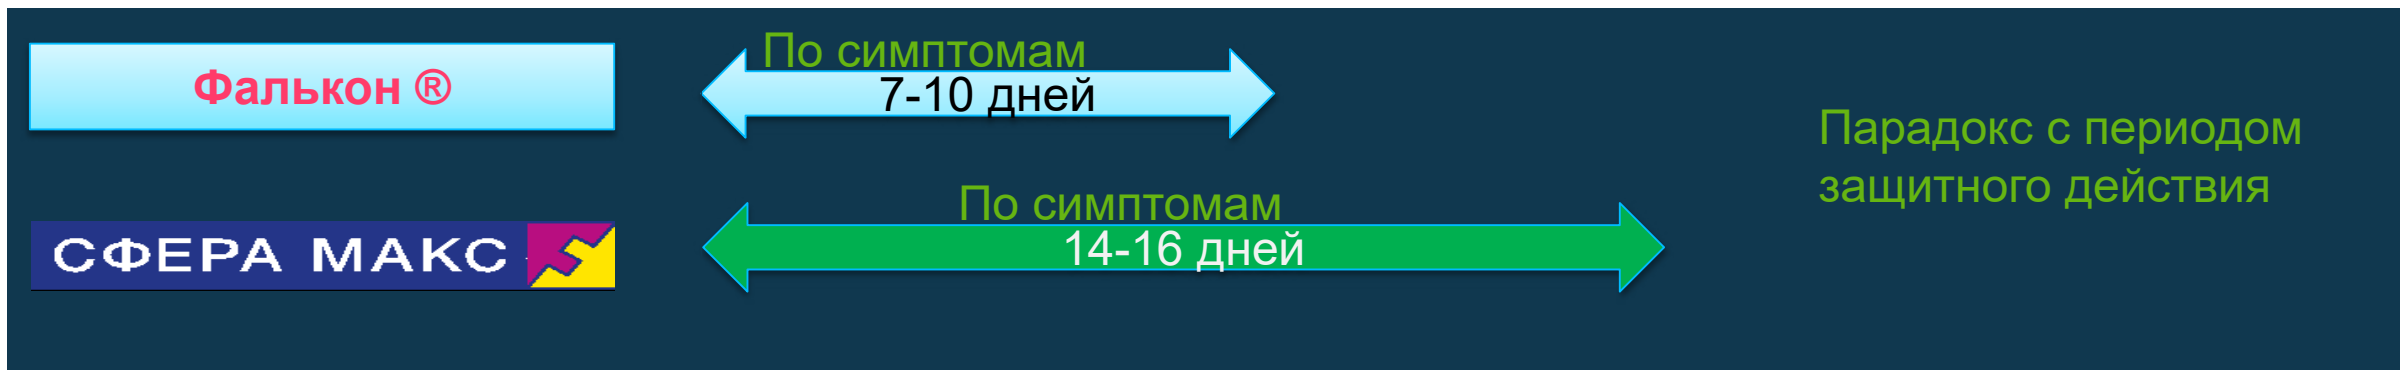 Фалькон ®
По симптомам
7-10 дней
СФЕРА МАКС
По симптомам
14-16 дней
Парадокс с периодом
защитного действия